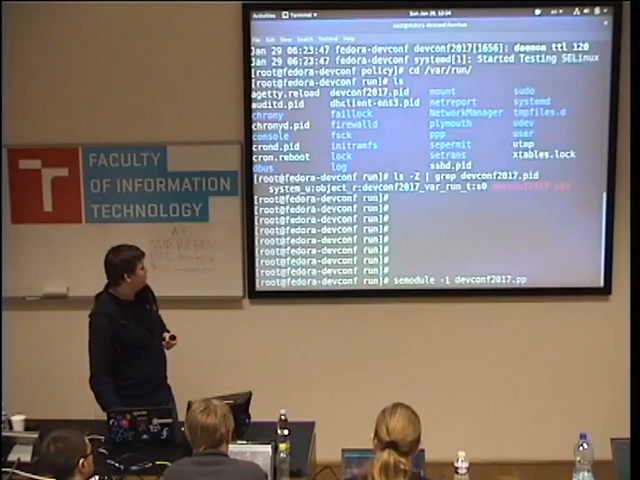 Activities Terminal Sun Jan 29, 12:24
File Edit View Search Terminal Help
Jan 29 06:23:47 fedora-devconf devconf2017[1656]: daemon ttl 120
Jan 29 06:23:47 fedora-devconf systemd[1]: Started Testing SELinux
[root@fedora-devconf policy]# cd /var/run/
[root@fedora-devconf run]# ls
agetty.reload devconf2017.pid mount sudo
auditd.pid dhclient-ens3.pid netreport systemd
chrony faillock NetworkManager tmpfiles.d
chronyd.pid firewalld plymouth udev
console fsck ppp user
crond.pid initramfs sepermit utmp
cron.reboot lock setrans xtables.lock
dbus log sshd.pid
[root@fedora-devconf run]# ls -Z | grep devconf2017.pid
system_u:object_r:devconf2017_var_run_t:s0 devconf2017.pid
[root@fedora-devconf run]#
[root@fedora-devconf run]#
[root@fedora-devconf run]#
[root@fedora-devconf run]#
[root@fedora-devconf run]#
[root@fedora-devconf run]#
[root@fedora-devconf run]#
[root@fedora-devconf run]# semodule -i devconf2017.pp
T
FACULTY
OF INFORMATION
TECHNOLOGY